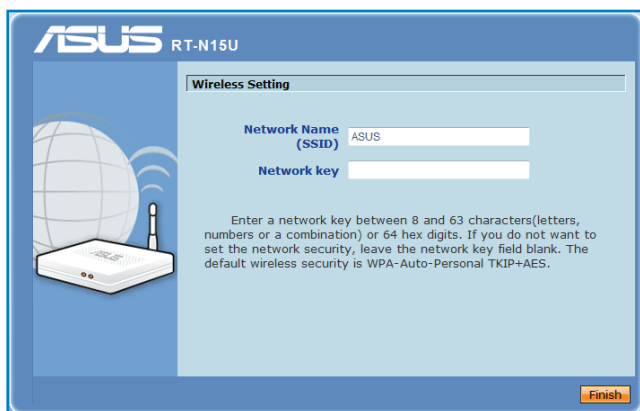 ASUS RT-N15U
Wireless Setting
Network Name
(SSID)
ASUS
Network key
Enter a network key between 8 and 63 characters(letters,
numbers or a combination) or 64 hex digits. If you do not want to
set the network security, leave the network key field blank. The
default wireless security is WPA-Auto-Personal TKIP+AES.
ASUS
Finish